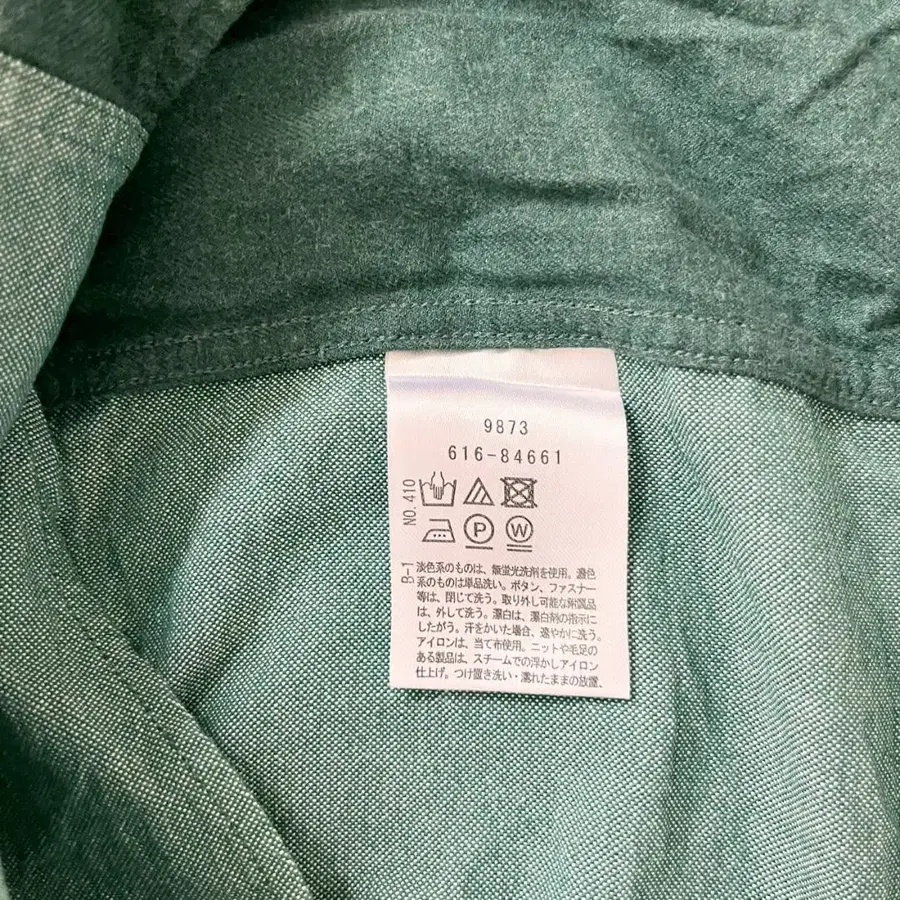 9873
616-84661
NO.410
P
W
B-1
淡色系のものは、無蛍光洗剤を使用。濃色
系のものは単品洗い。ボタン、ファスナー
等は、閉じて洗う。取り外し可能な附属品
は、外して洗う。漂白は、漂白剤の指示に
したがう。汗をかいた場合、速やかに洗う。
アイロンは、当て布使用。ニットや毛足の
ある製品は、スチームでの浮かしアイロン
仕上げ。つけ置き洗い・濡れたままの放置、